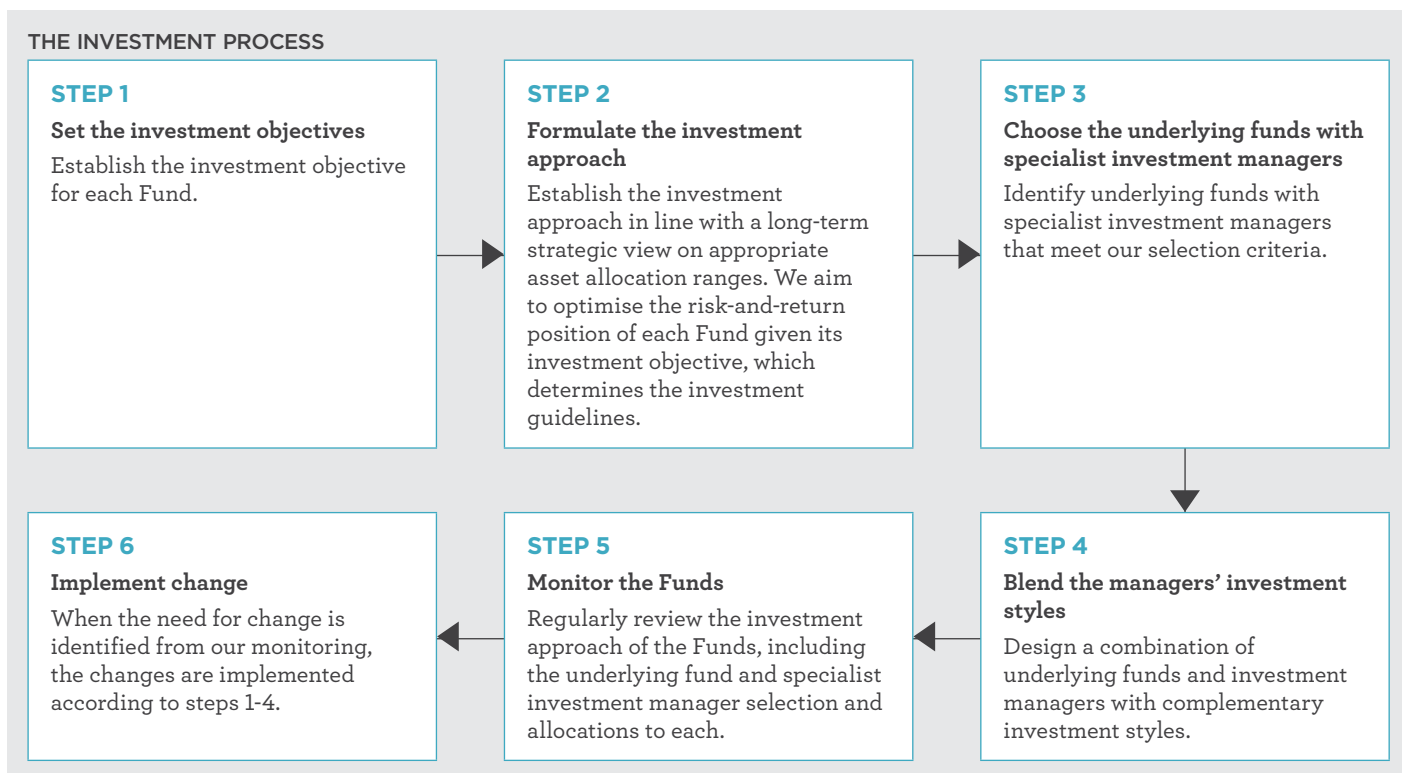 THE INVESTMENT PROCESS
STEP 1
Set the investment objectives
Establish the investment objective
for each Fund.
STEP 2
Formulate the investment
approach
Establish the investment
approach in line with a long-term
strategic view on appropriate
asset allocation ranges. We aim
to optimise the risk-and-return
position of each Fund given its
investment objective, which
determines the investment
guidelines.
STEP 3
Choose the underlying funds with
specialist investment managers
Identify underlying funds with
specialist investment managers
that meet our selection criteria.
STEP 4
Blend the managers’ investment
styles
Design a combination of
underlying funds and investment
managers with complementary
investment styles.
STEP 5
Monitor the Funds
Regularly review the investment
approach of the Funds, including
the underlying fund and specialist
investment manager selection and
allocations to each.
STEP 6
Implement change
When the need for change is
identified from our monitoring,
the changes are implemented
according to steps 1-4.